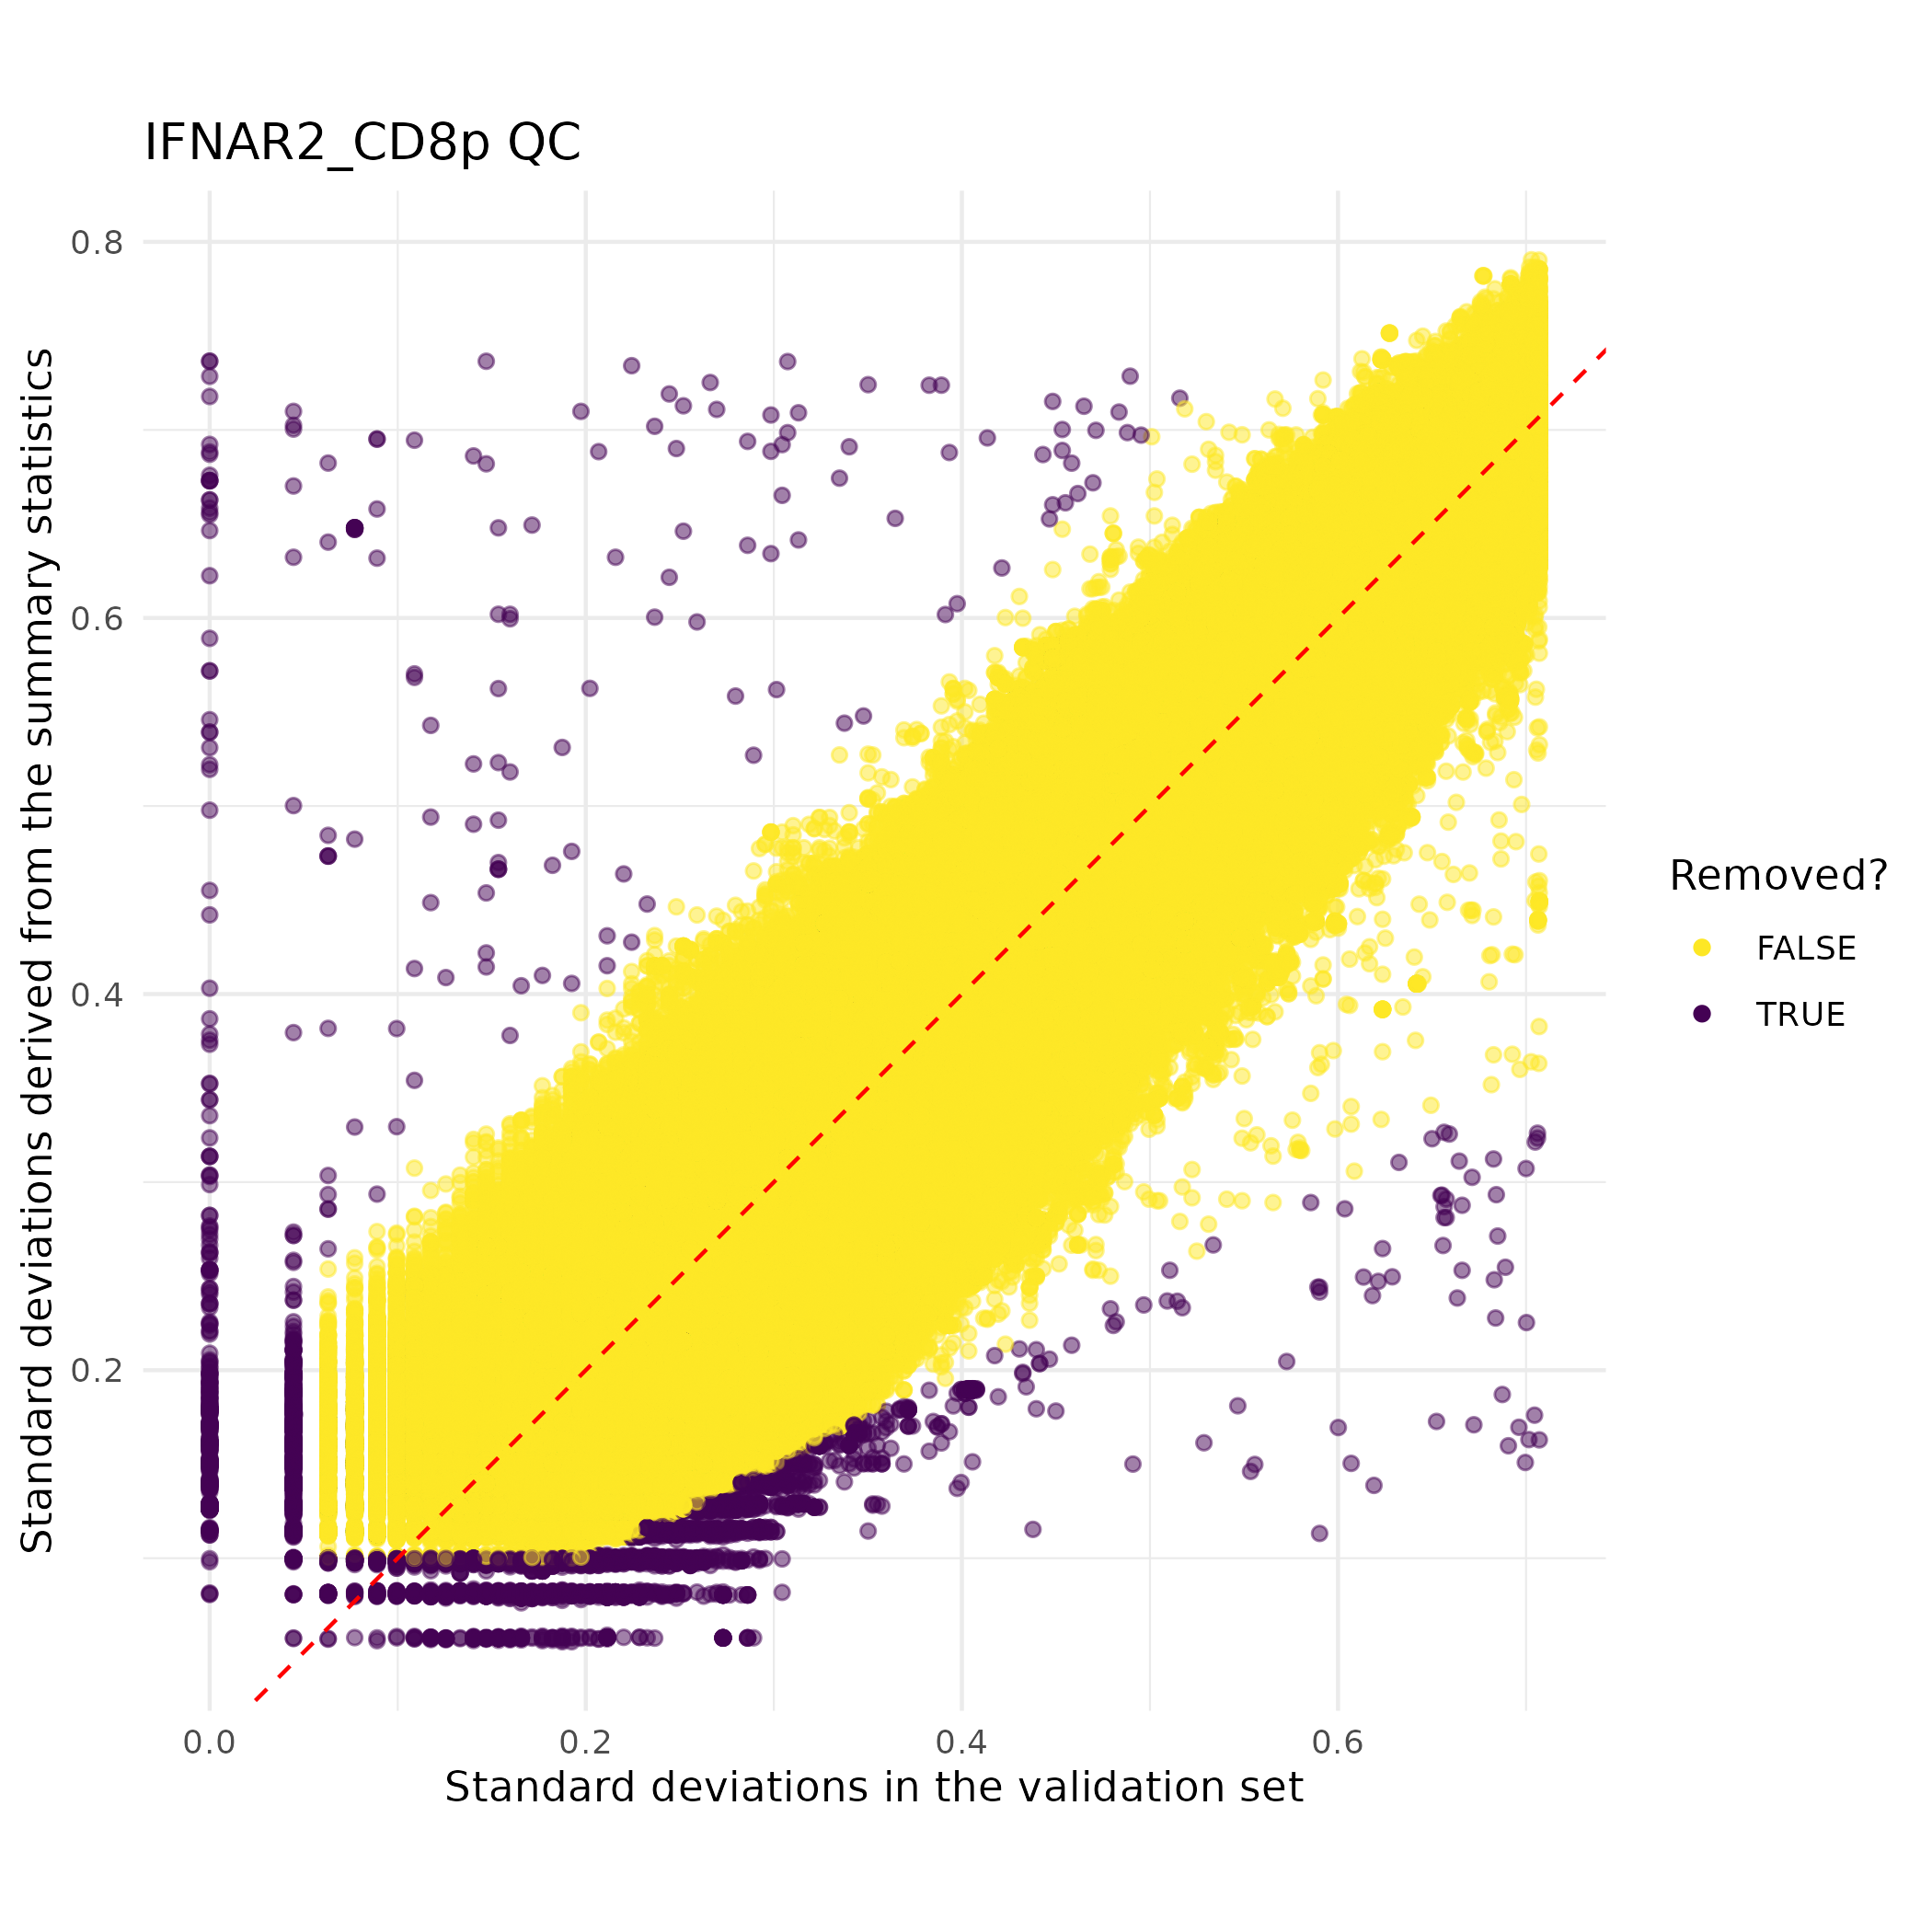 IFNAR2_CD8p QC
Standard deviations derived from the summary statistics
0.8
0.6
0.4
0.2
0.0
0.2
0.4
0.6
Standard deviations in the validation set
Removed?
FALSE
TRUE